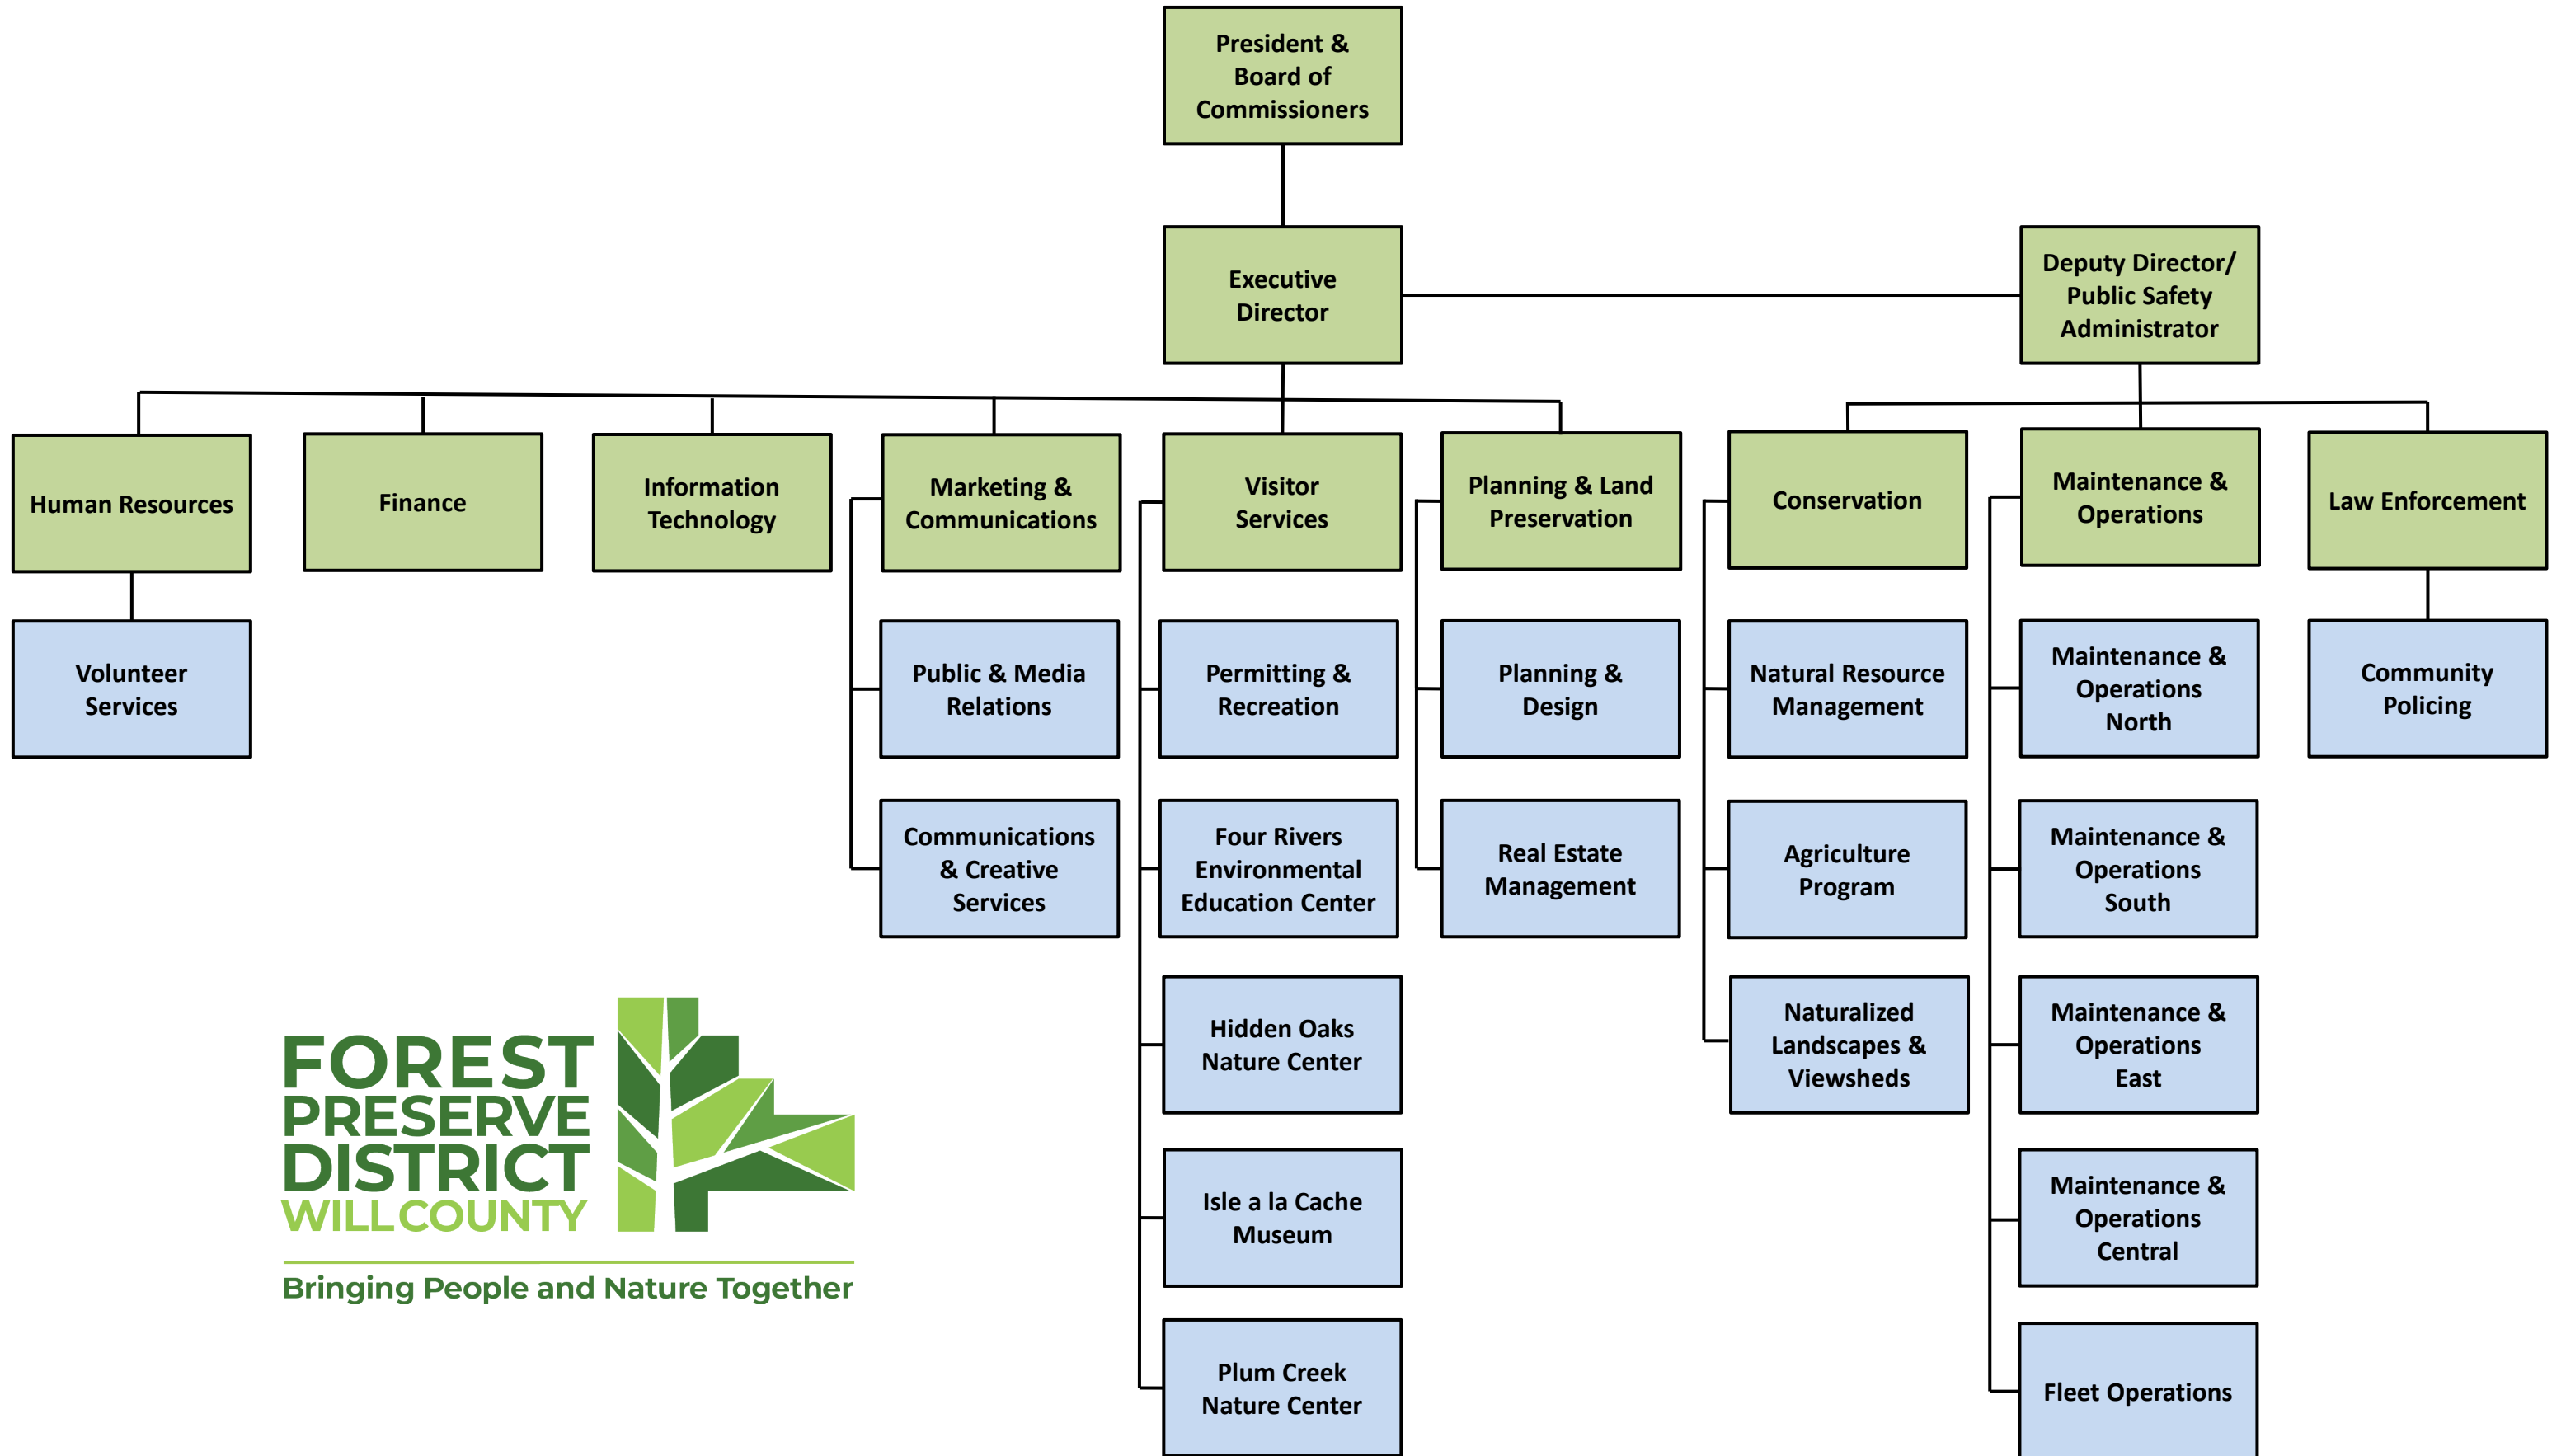 President &
Board of
Commissioners
Executive
Director
Deputy Director/
Public Safety
Administrator
Human Resources
Finance
Information
Technology
Marketing &
Communications
Visitor
Services
Planning & Land
Preservation
Conservation
Maintenance &
Operations
Law Enforcement
Volunteer
Services
Public & Media
Relations
Permitting &
Recreation
Planning &
Design
Natural Resource
Management
Maintenance &
Operations
North
Community
Policing
Communications
& Creative
Services
Four Rivers
Environmental
Education Center
Real Estate
Management
Agriculture
Program
Maintenance &
Operations
South
Hidden Oaks
Nature Center
Naturalized
Landscapes &
Viewsheds
Maintenance &
Operations
East
Isle a la Cache
Museum
Maintenance &
Operations
Central
Plum Creek
Nature Center
Fleet Operations
FOREST
PRESERVE
DISTRICT
WILL COUNTY
Bringing People and Nature Together